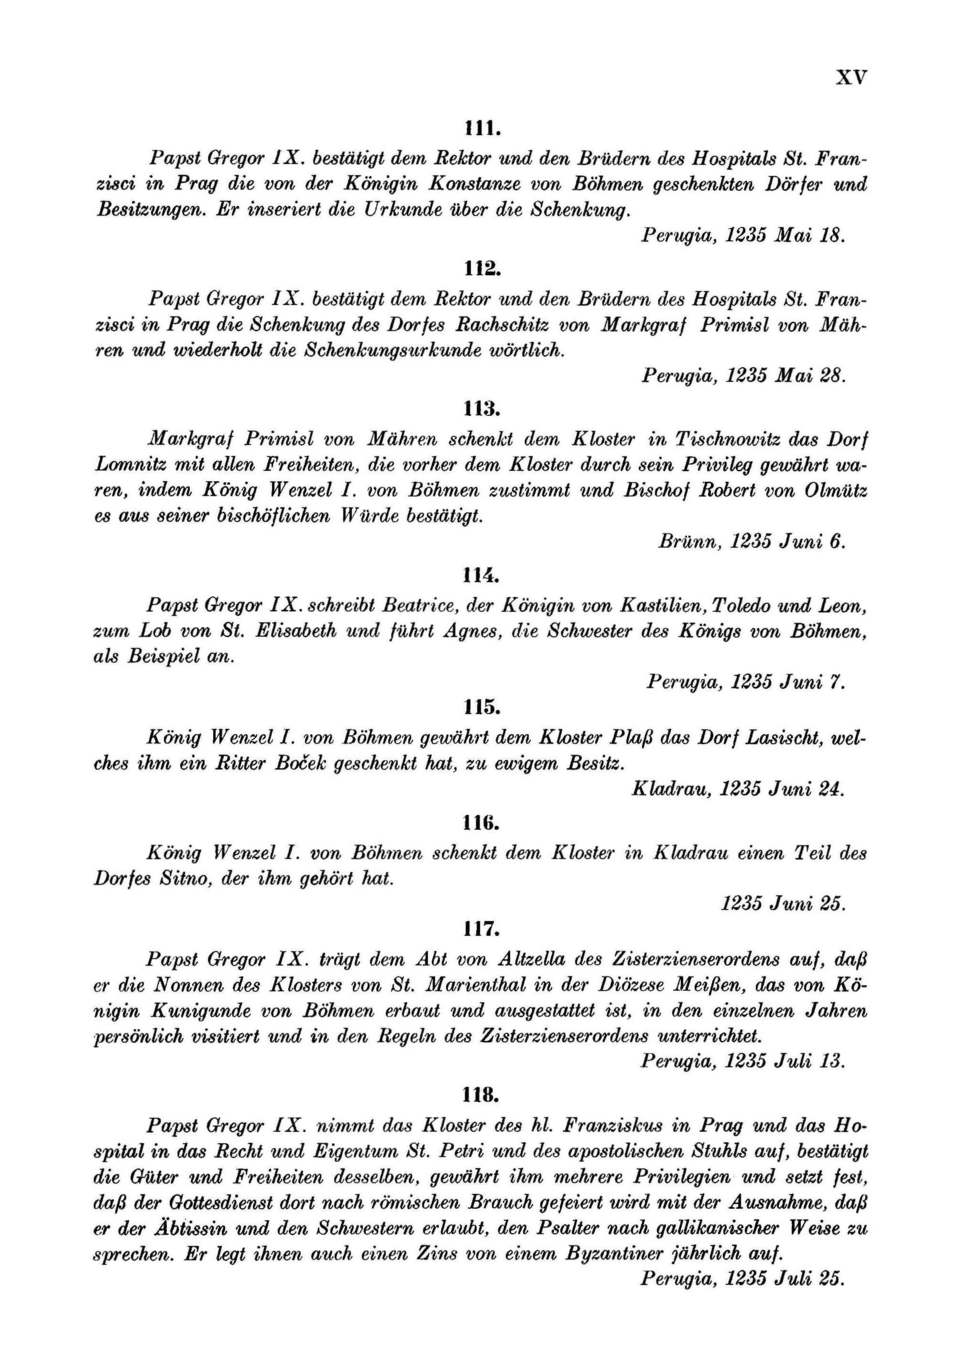 XV
111.
Papst Gregor IX. bestätigt dem Rektor und den Brüdern des Hospitals St. Fran-
zisci in Prag die von der Königin Konstanze von Böhmen geschenkten Dörfer und
Besitzungen. Er inseriert die Urkunde über die Schenkung.
Perugia, 1235 Mai 18.
112.
Papst Gregor IX. bestätigt dem Rektor und den Brüdern des Hospitals St. Fran-
zisci in Prag die Schenkung des Dorfes Rachschitz von Markgraf Primisl von Mäh-
ren und wiederholt die Schenkungsurkunde wörtlich.
Perugia, 1235 Mai 28.
113.
Markgraf Primisl von Mähren schenkt dem Kloster in Tischnowitz das Dorf
Lomnitz mit allen Freiheiten, die vorher dem Kloster durch sein Privileg gewährt wa-
ren, indem König Wenzel I. von Böhmen zustimmt und Bischof Robert von Olmütz
es aus seiner bischöflichen Würde bestätigt.
Brünn, 1235 Juni 6.
114.
Papst Gregor IX. schreibt Beatrice, der Königin von Kastilien, Toledo und Leon,
zum Lob von St. Elisabeth und führt Agnes, die Schwester des Königs von Böhmen,
als Beispiel an.
Perugia, 1235 Juni 7.
115.
König Wenzel I. von Böhmen gewährt dem Kloster Plaß das Dorf Lasischt, wel-
ches ihm ein Ritter Boček geschenkt hat, zu ewigem Besitz.
Kladrau, 1235 Juni 24.
116.
König Wenzel I. von Böhmen schenkt dem Kloster in Kladrau einen Teil des
Dorfes Sitno, der ihm gehört hat.
1235 Juni 25.
117.
Papst Gregor IX. trägt dem Abt von Altzella des Zisterzienserordens auf, daß
er die Nonnen des Klosters von St. Marienthal in der Diözese Meißen, das von Kö-
nigin Kunigunde von Böhmen erbaut und ausgestattet ist, in den einzelnen Jahren
persönlich visitiert und in den Regeln des Zisterzienserordens unterrichtet.
Perugia, 1235 Juli 13.
118.
Papst Gregor IX. nimmt das Kloster des hl. Franziskus in Prag und das Ho-
spital in das Recht und Eigentum St. Petri und des apostolischen Stuhls auf, bestätigt
die Güter und Freiheiten desselben, gewährt ihm mehrere Privilegien und setzt fest,
daß der Gottesdienst dort nach römischen Brauch gefeiert wird mit der Ausnahme, daß
er der Äbtissin und den Schwestern erlaubt, den Psalter nach gallikanischer Weise zu
sprechen. Er legt ihnen auch einen Zins von einem Byzantiner jährlich auf.
Perugia, 1235 Juli 25.